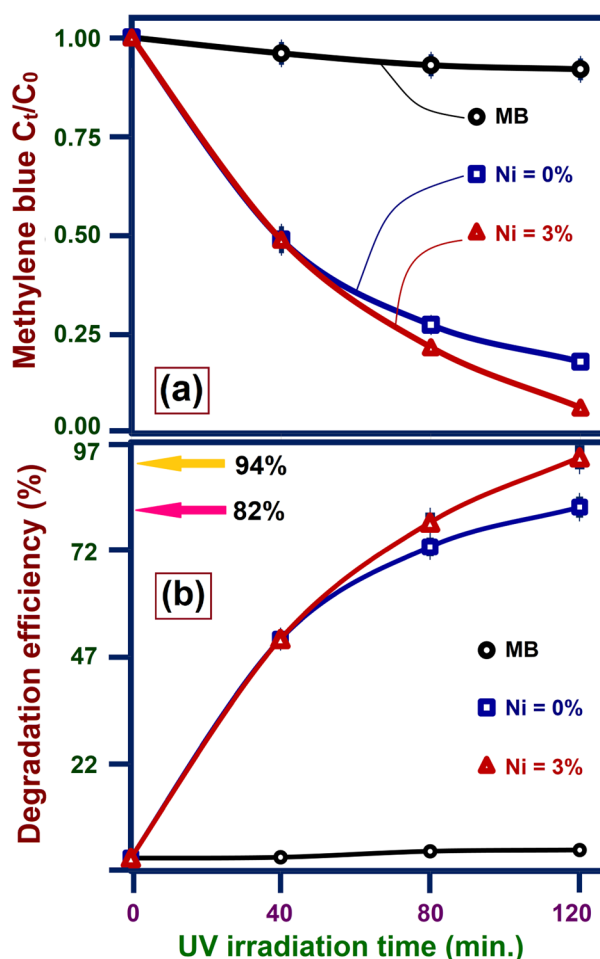 Methylene blue Ct/C0
1.00
0.75
0.50
0.25
0.00
MB
Ni = 0%
Ni = 3%
(a)
Degradation efficiency (%)
97
72
47
22
94%
82%
(b)
MB
Ni = 0%
Ni = 3%
0
40
80
120
UV irradiation time (min.)